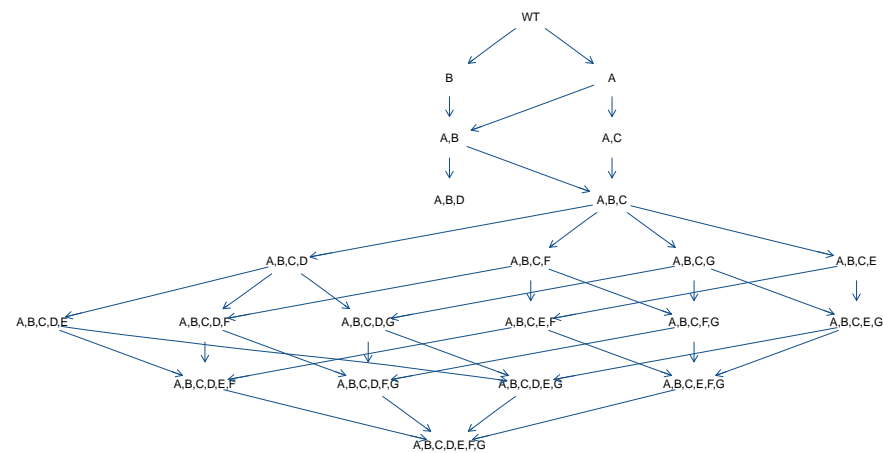 WT
B
A
A,B
A,C
A,B,D
A,B,C
A,B,C,D
A,B,C,F
A,B,C,G
A,B,C,E
A,B,C,D,E
A,B,C,D,F
A,B,C,D,G
A,B,C,E,F
A,B,C,F,G
A,B,C,E,G
A,B,C,D,E,F
A,B,C,D,F,G
A,B,C,D,E,G
A,B,C,E,F,G
A,B,C,D,E,F,G